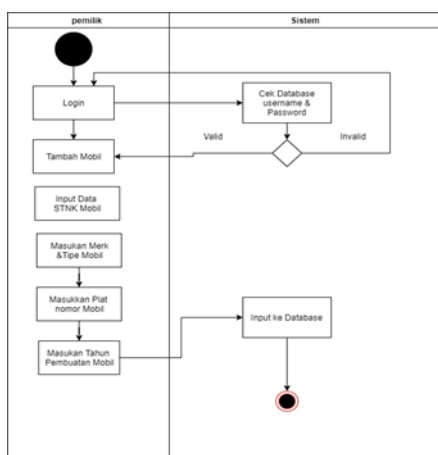 pemilik
Sistem
Login
Cek Database
username &
Password
Valid
Invalid
Tambah Mobil
Input Data
STNK Mobil
Masukan Merk
&Tipe Mobil
Masukkan Plat
nomor Mobil
Input ke Database
Masukan Tahun
Pembuatan Mobil